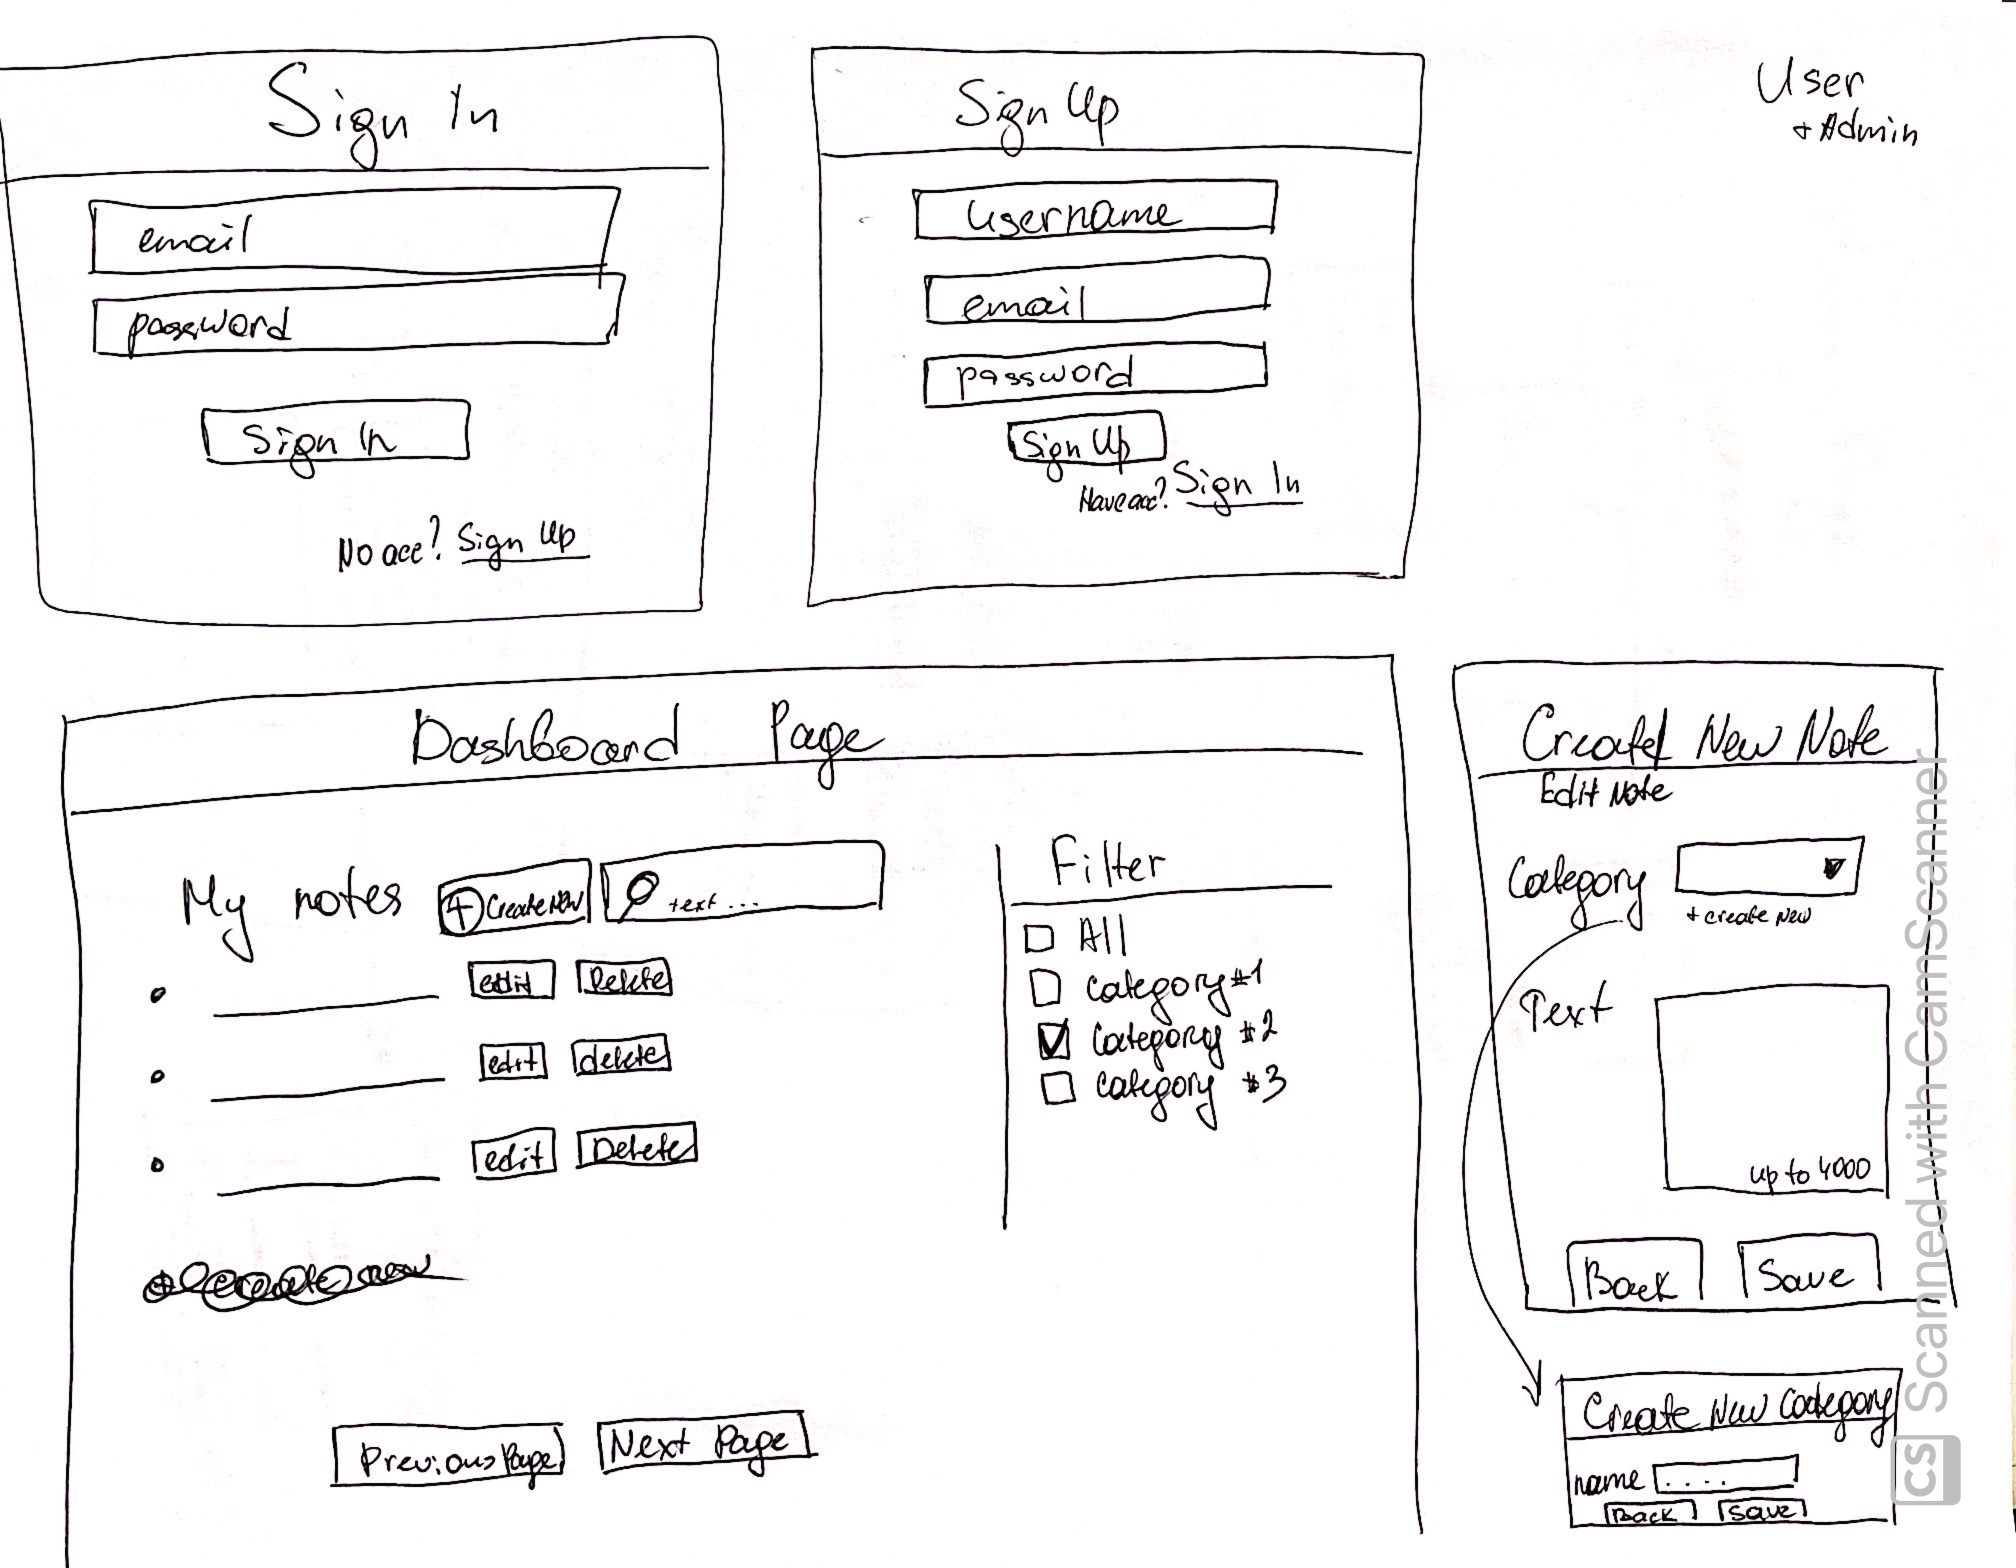 Sign In
email
password
Sign In
No acc? Sign Up
Sign Up
username
email
password
Sign Up
Have acc? Sign In
User
+ Admin
Dashboard Page
My notes
+ Create New
text ...
edit Delete
edit delete
edit Delete
create new
Previous Page
Next Page
Filter
All
category #1
Category #2
category #3
Create New Note
Edit Note
Category
+ create new
Text
up to 4000
Back
Save
Create New Category
name ....
Back
Save
CS Scanned with CamScanner